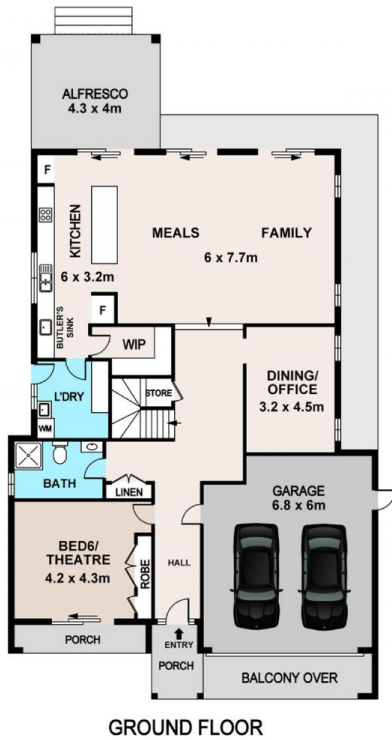 ALFRESCO
4.3 x 4m
F
KITCHEN
6 x 3.2m
MEALS
FAMILY
6 x 7.7m
BUTLER'S
SINK
F
WIP
L'DRY
WM
STORE
DINING/
OFFICE
3.2 x 4.5m
BATH
LINEN
GARAGE
6.8 x 6m
BED6/
THEATRE
4.2 x 4.3m
ROBE
HALL
PORCH
ENTRY
PORCH
BALCONY OVER
GROUND FLOOR